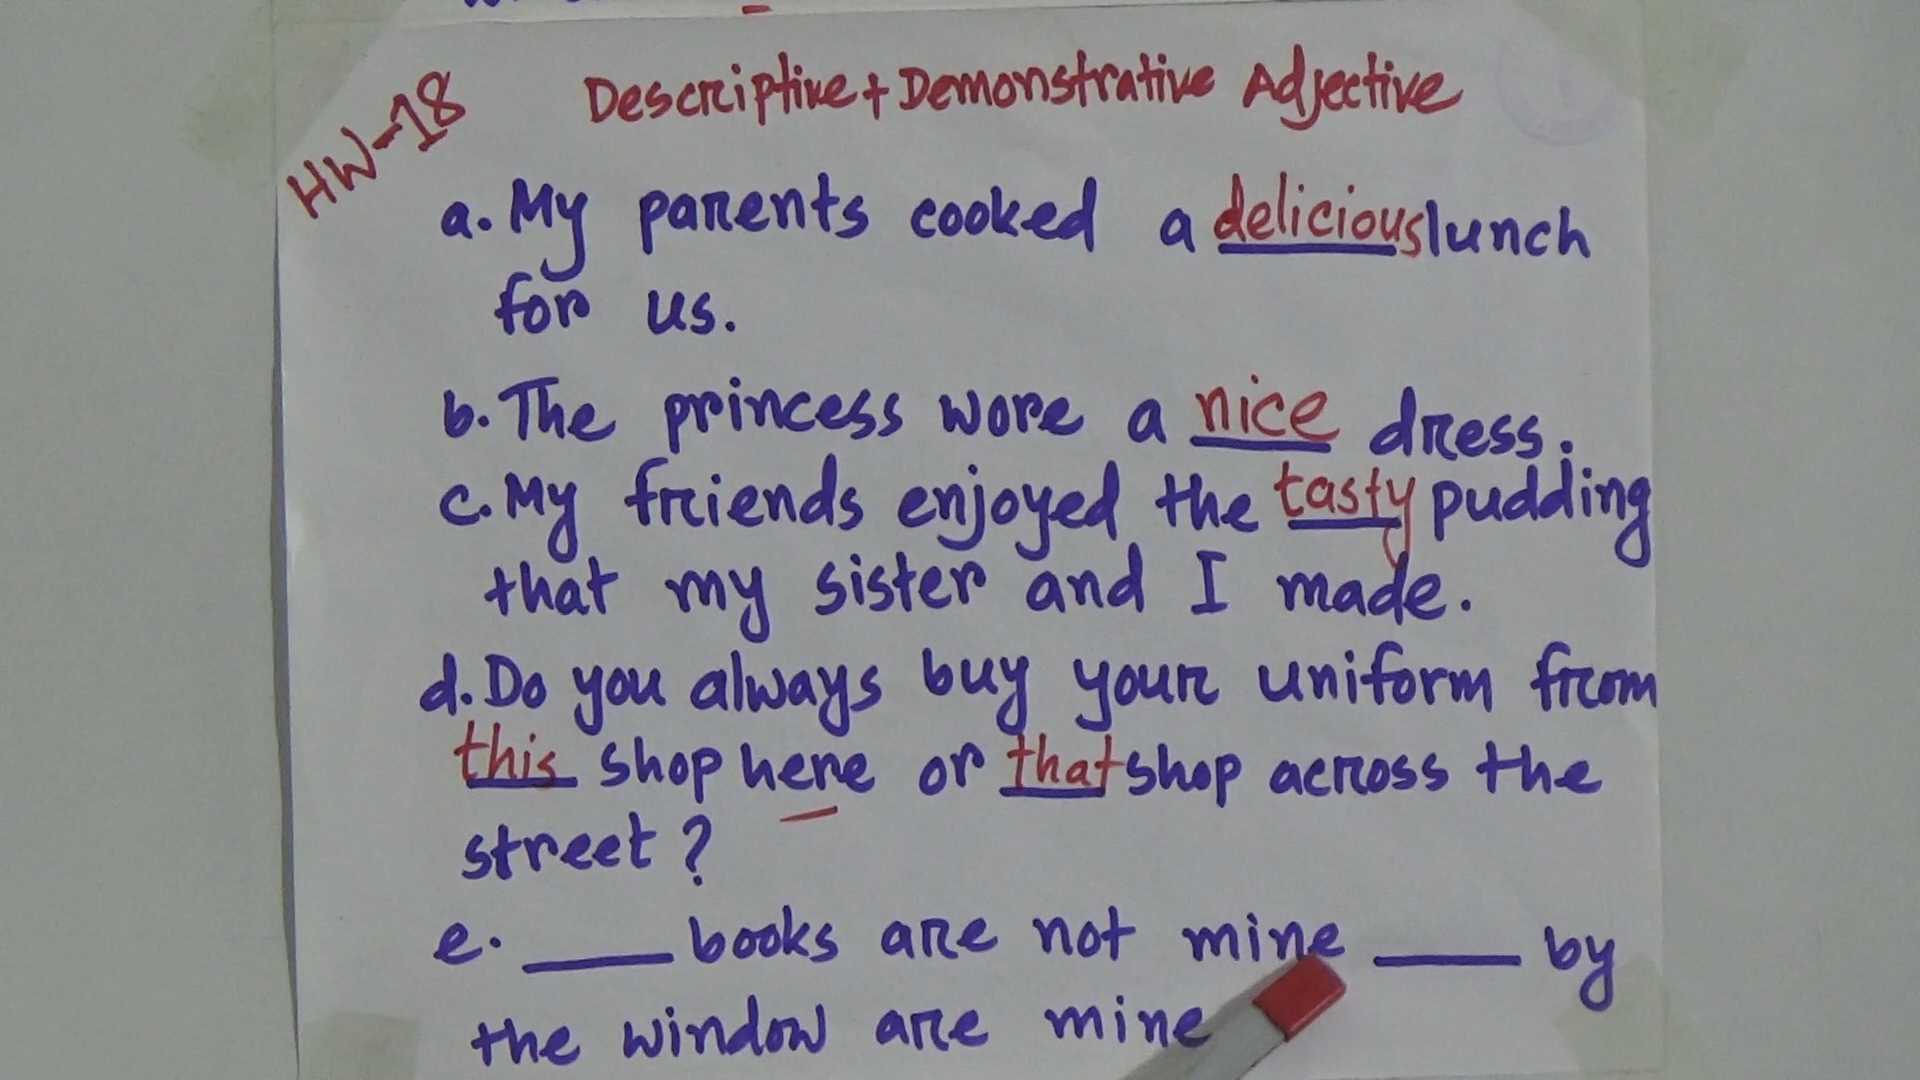 HW-18
Descriptive + Demonstrative Adjective
a. My parents cooked a delicious lunch
for us.
b. The princess wore a nice dress.
c. My friends enjoyed the tasty pudding
that my sister and I made.
d. Do you always buy your uniform from
this shop here or that shop across the
street?
e. ____ books are not mine ____ by
the window are mine